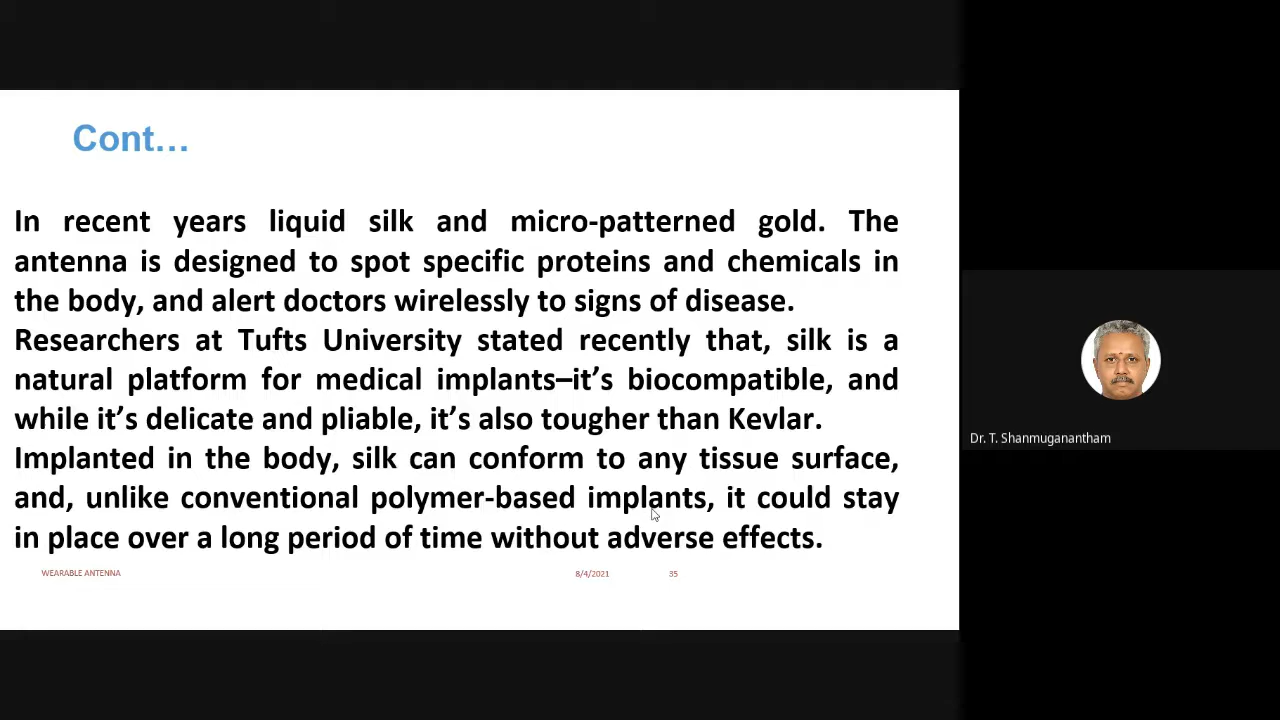 Cont...
In recent years liquid silk and micro-patterned gold. The
antenna is designed to spot specific proteins and chemicals in
the body, and alert doctors wirelessly to signs of disease.
Researchers at Tufts University stated recently that, silk is a
natural platform for medical implants–it’s biocompatible, and
while it’s delicate and pliable, it’s also tougher than Kevlar.
Implanted in the body, silk can conform to any tissue surface,
and, unlike conventional polymer-based implants, it could stay
in place over a long period of time without adverse effects.
WEARABLE ANTENNA 8/4/2021 35
Dr. T. Shanmuganantham